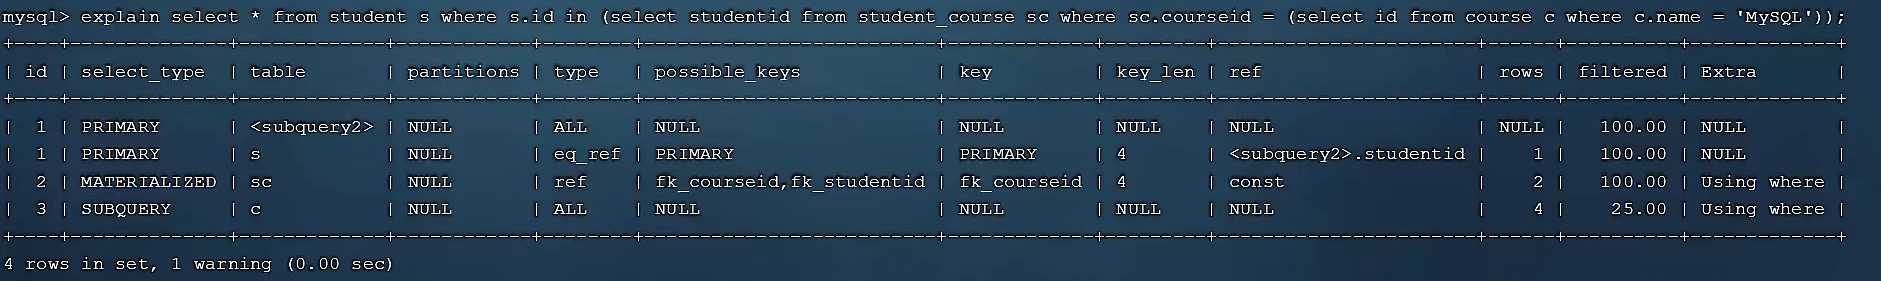 mysql> explain select * from student s where s.id in (select studentid from student_course sc where sc.courseid = (select id from course c where c.name = 'MySQL'));
+----+--------------+-------------+------------+--------+--------------------------+-------------+---------+-----------------------+------+----------+-------------+
| id | select_type | table | partitions | type | possible_keys | key | key_len | ref | rows | filtered | Extra |
+----+--------------+-------------+------------+--------+--------------------------+-------------+---------+-----------------------+------+----------+-------------+
| 1 | PRIMARY | <subquery2> | NULL | ALL | NULL | NULL | NULL | NULL | NULL | 100.00 | NULL |
| 1 | PRIMARY | s | NULL | eq_ref | PRIMARY | PRIMARY | 4 | <subquery2>.studentid | 1 | 100.00 | NULL |
| 2 | MATERIALIZED | sc | NULL | ref | fk_courseid,fk_studentid | fk_courseid | 4 | const | 2 | 100.00 | Using where |
| 3 | SUBQUERY | c | NULL | ALL | NULL | NULL | NULL | NULL | 4 | 25.00 | Using where |
+----+--------------+-------------+------------+--------+--------------------------+-------------+---------+-----------------------+------+----------+-------------+
4 rows in set, 1 warning (0.00 sec)